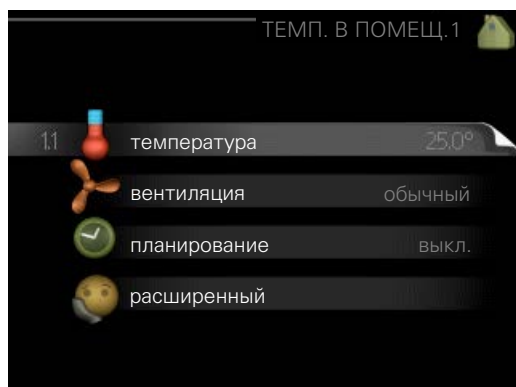 ТЕМП. В ПОМЕЩ.1
1.1 температура 25.0°
вентиляция обычный
планирование выкл.
расширенный